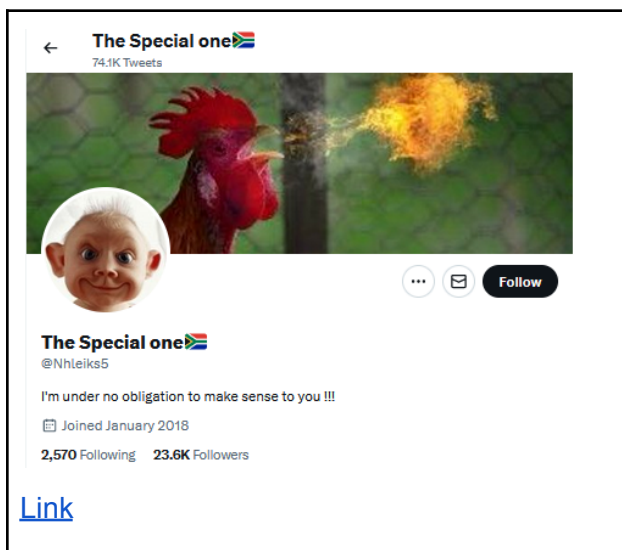 The Special one🇿🇦
74.1K Tweets
Follow
The Special one🇿🇦
@Nhleiks5
I'm under no obligation to make sense to you !!!
Joined January 2018
2,570 Following 23.6K Followers
Link